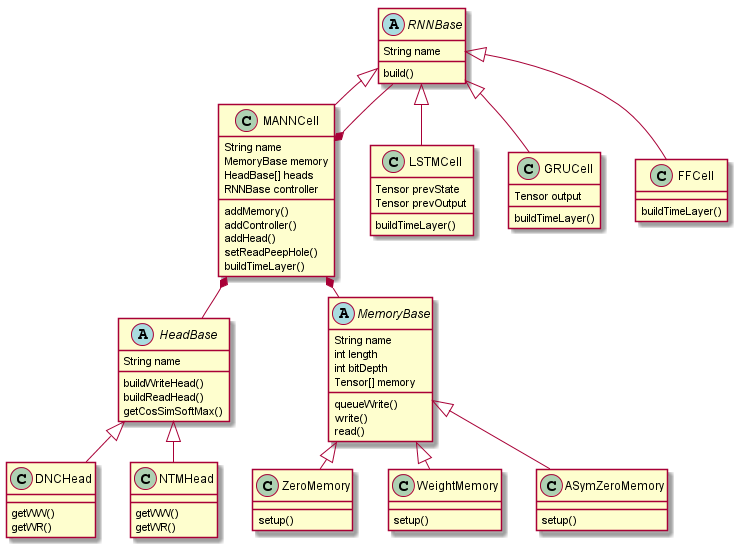 A RNNBase
String name
build()
C MANNCell
String name
MemoryBase memory
HeadBase[] heads
RNNBase controller
addMemory()
addController()
addHead()
setReadPeepHole()
buildTimeLayer()
C LSTMCell
Tensor prevState
Tensor prevOutput
buildTimeLayer()
C GRUCell
Tensor output
buildTimeLayer()
C FFCell
buildTimeLayer()
A HeadBase
String name
buildWriteHead()
buildReadHead()
getCosSimSoftMax()
A MemoryBase
String name
int length
int bitDepth
Tensor[] memory
queueWrite()
write()
read()
C DNCHead
getWW()
getWR()
C NTMHead
getWW()
getWR()
C ZeroMemory
setup()
C WeightMemory
setup()
C ASymZeroMemory
setup()